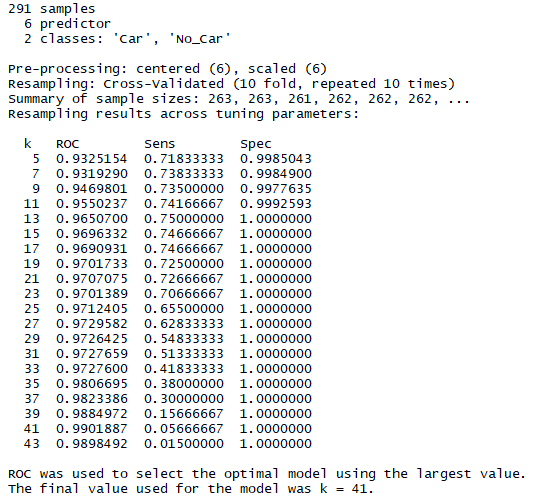 291 samples
6 predictor
2 classes: 'Car', 'No_Car'
Pre-processing: centered (6), scaled (6)
Resampling: Cross-Validated (10 fold, repeated 10 times)
Summary of sample sizes: 263, 263, 261, 262, 262, 262, ...
Resampling results across tuning parameters:
k ROC Sens Spec
5 0.9325154 0.71833333 0.9985043
7 0.9319290 0.73833333 0.9984900
9 0.9469801 0.73500000 0.9977635
11 0.9550237 0.74166667 0.9992593
13 0.9650700 0.75000000 1.0000000
15 0.9696332 0.74666667 1.0000000
17 0.9690931 0.74666667 1.0000000
19 0.9701733 0.72500000 1.0000000
21 0.9707075 0.72666667 1.0000000
23 0.9701389 0.70666667 1.0000000
25 0.9712405 0.65500000 1.0000000
27 0.9729582 0.62833333 1.0000000
29 0.9726425 0.54833333 1.0000000
31 0.9727659 0.51333333 1.0000000
33 0.9727600 0.41833333 1.0000000
35 0.9806695 0.38000000 1.0000000
37 0.9823386 0.30000000 1.0000000
39 0.9884972 0.15666667 1.0000000
41 0.9901887 0.05666667 1.0000000
43 0.9898492 0.01500000 1.0000000
ROC was used to select the optimal model using the largest value.
The final value used for the model was k = 41.